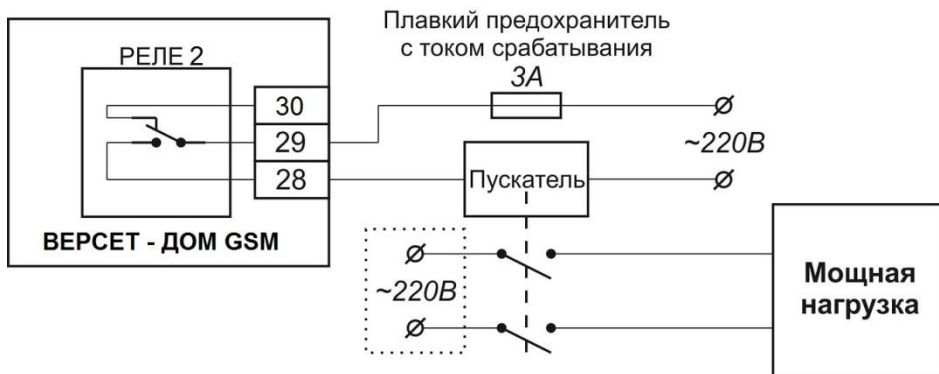 Плавкий предохранитель
с током срабатывания
3А
РЕЛЕ 2
30
29
28
~220В
Пускатель
ВЕРСЕТ - ДОМ GSM
~220В
Мощная
нагрузка